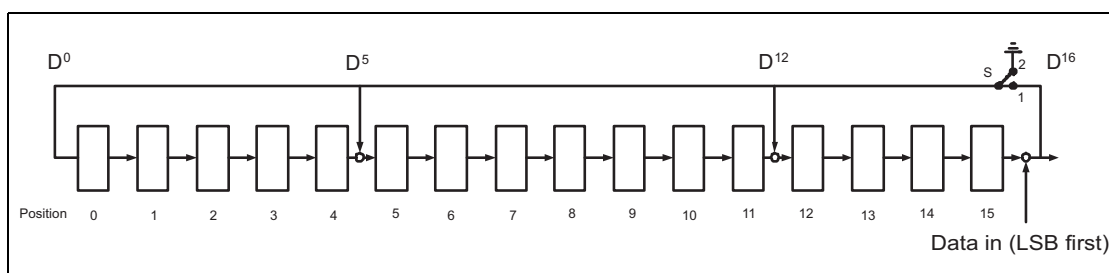 D⁰ D⁵ D¹² S 2 D¹⁶
1
Position 0 1 2 3 4 5 6 7 8 9 10 11 12 13 14 15
Data in (LSB first)